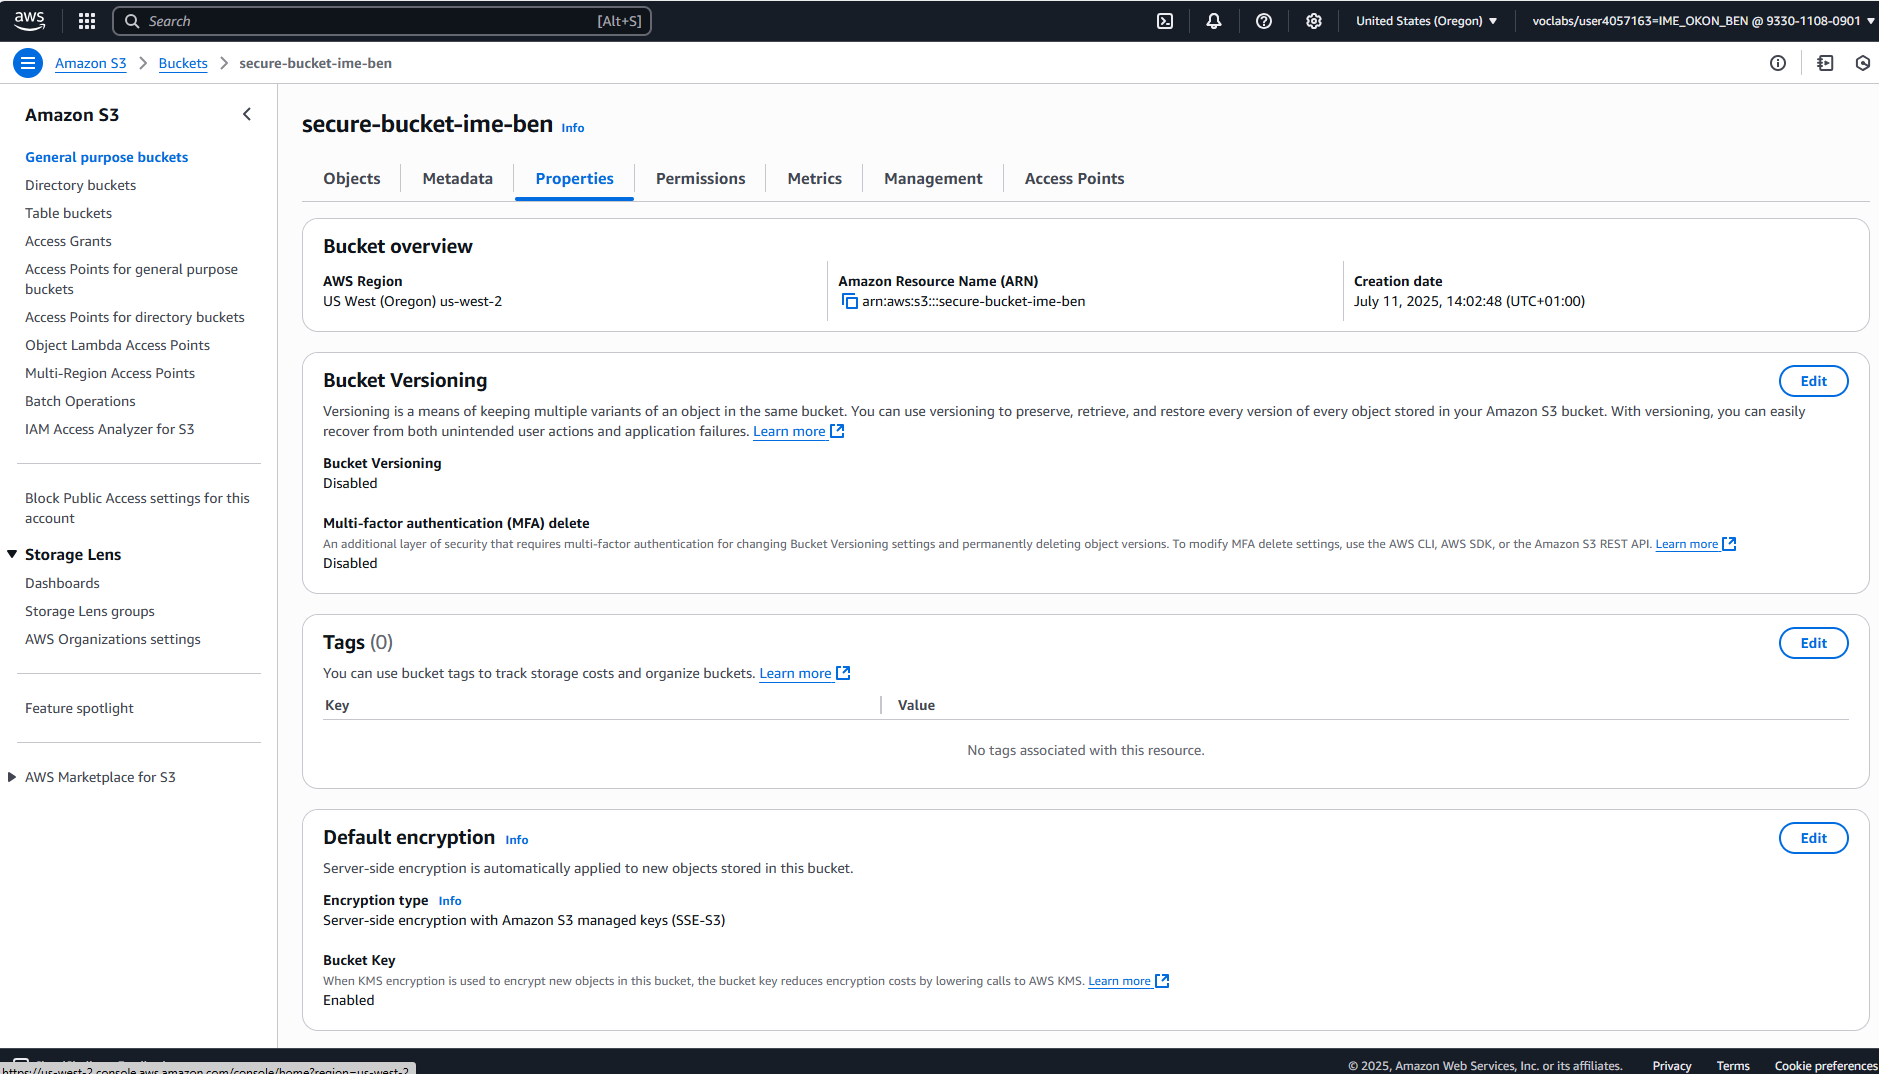 aws
Search [Alt+S]
United States (Oregon)
voclabs/user4057163=IME_OKON_BEN @ 9330-1108-0901
Amazon S3 > Buckets > secure-bucket-ime-ben
Amazon S3
General purpose buckets
Directory buckets
Table buckets
Access Grants
Access Points for general purpose
buckets
Access Points for directory buckets
Object Lambda Access Points
Multi-Region Access Points
Batch Operations
IAM Access Analyzer for S3
Block Public Access settings for this
account
Storage Lens
Dashboards
Storage Lens groups
AWS Organizations settings
Feature spotlight
AWS Marketplace for S3
secure-bucket-ime-ben Info
Objects Metadata Properties Permissions Metrics Management Access Points
Bucket overview
AWS Region
US West (Oregon) us-west-2
Amazon Resource Name (ARN)
arn:aws:s3:::secure-bucket-ime-ben
Creation date
July 11, 2025, 14:02:48 (UTC+01:00)
Bucket Versioning
Edit
Versioning is a means of keeping multiple variants of an object in the same bucket. You can use versioning to preserve, retrieve, and restore every version of every object stored in your Amazon S3 bucket. With versioning, you can easily
recover from both unintended user actions and application failures. Learn more
Bucket Versioning
Disabled
Multi-factor authentication (MFA) delete
An additional layer of security that requires multi-factor authentication for changing Bucket Versioning settings and permanently deleting object versions. To modify MFA delete settings, use the AWS CLI, AWS SDK, or the Amazon S3 REST API. Learn more
Disabled
Tags (0)
Edit
You can use bucket tags to track storage costs and organize buckets. Learn more
Key Value
No tags associated with this resource.
Default encryption Info
Edit
Server-side encryption is automatically applied to new objects stored in this bucket.
Encryption type Info
Server-side encryption with Amazon S3 managed keys (SSE-S3)
Bucket Key
When KMS encryption is used to encrypt new objects in this bucket, the bucket key reduces encryption costs by lowering calls to AWS KMS. Learn more
Enabled
https://us-west-2.console.aws.amazon.com/console/home?region=us-west-2
© 2025, Amazon Web Services, Inc. or its affiliates. Privacy Terms Cookie preferences